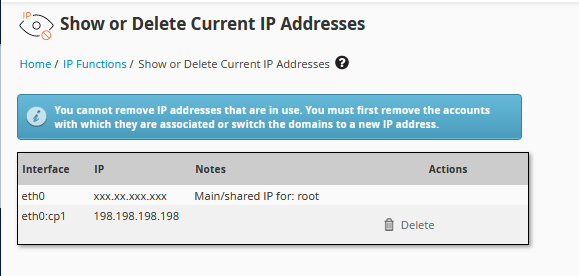 IP
Show or Delete Current IP Addresses
Home / IP Functions / Show or Delete Current IP Addresses ?
i
You cannot remove IP addresses that are in use. You must first remove the accounts
with which they are associated or switch the domains to a new IP address.
Interface IP Notes Actions
eth0 xxx.xx.xxx.xxx Main/shared IP for: root
eth0:cp1 198.198.198.198
Delete